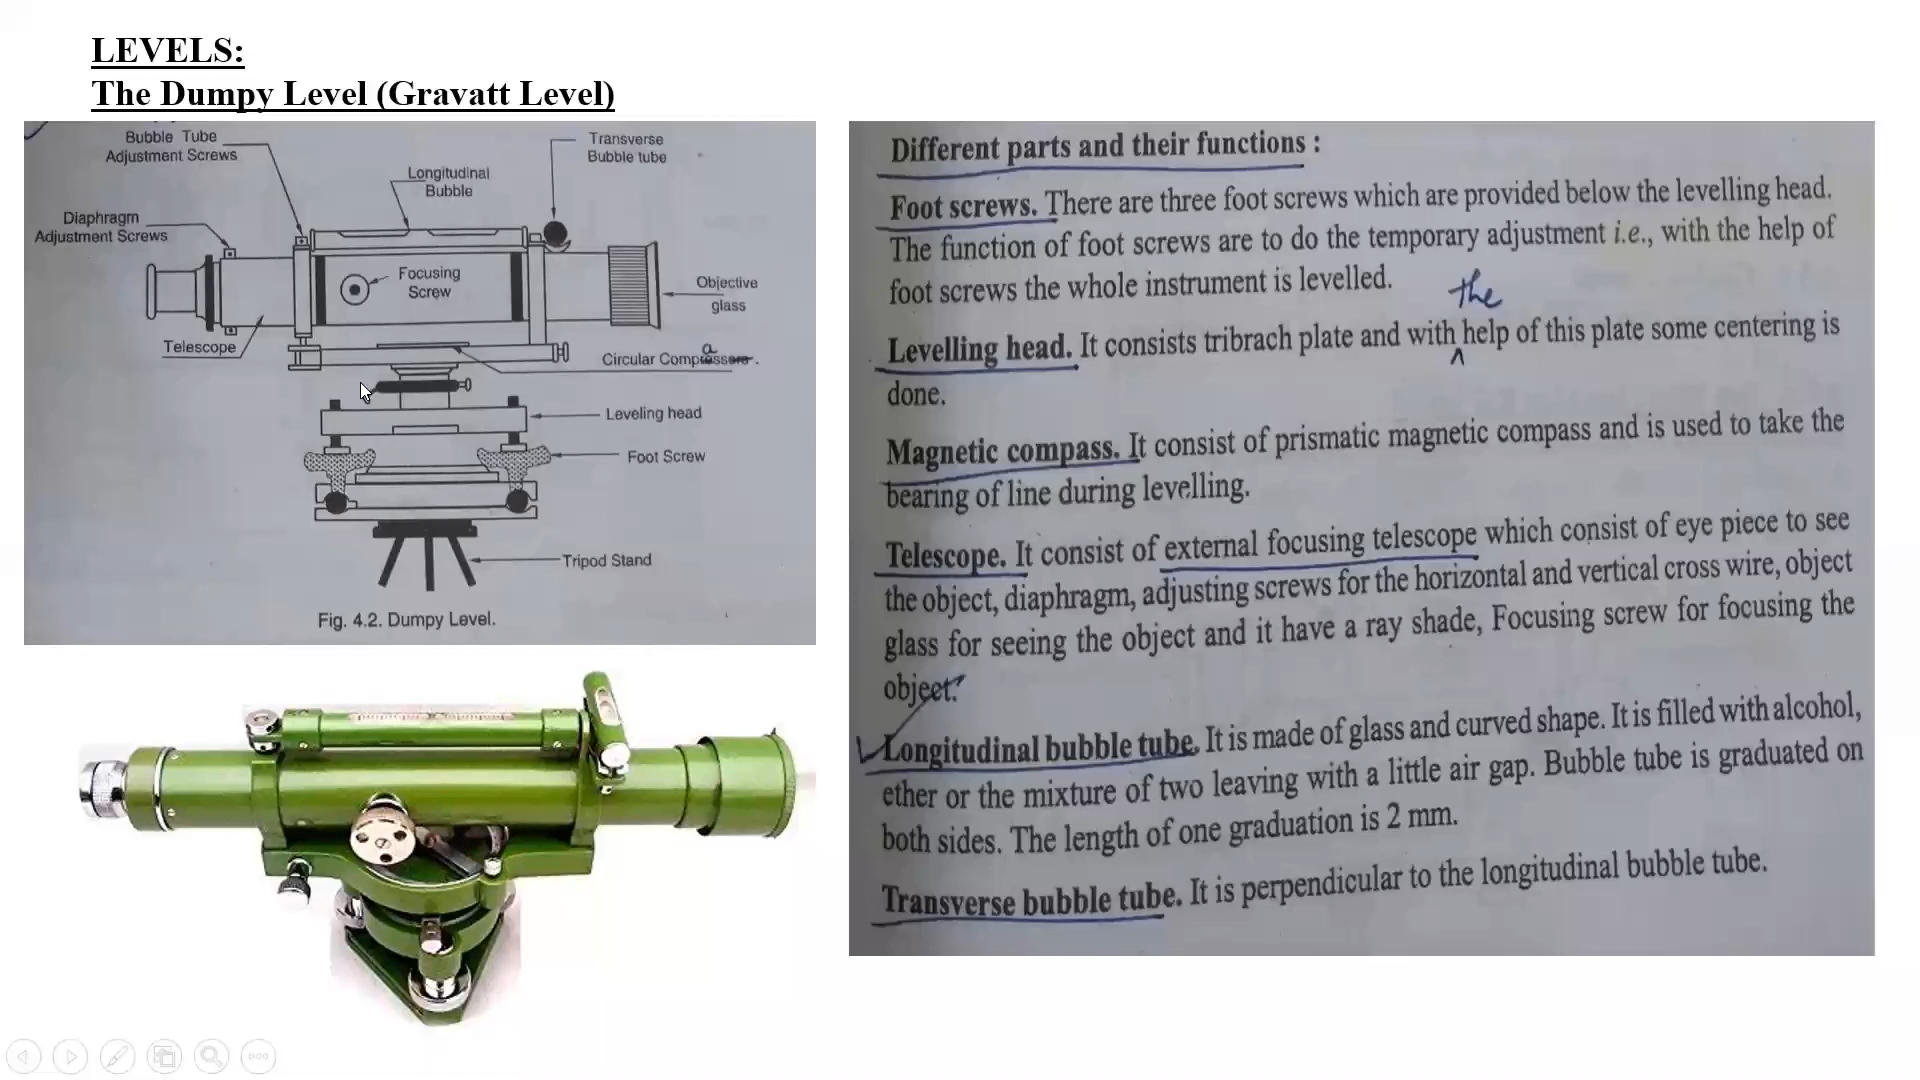 LEVELS:
The Dumpy Level (Gravatt Level)
Bubble Tube
Adjustment Screws
Transverse
Bubble tube
Longitudinal
Bubble
Diaphragm
Adjustment Screws
Focusing
Screw
Objective
glass
Telescope
a
Circular Compssers.
Leveling head
Foot Screw
Tripod Stand
Fig. 4.2. Dumpy Level.
Different parts and their functions :
Foot screws. There are three foot screws which are provided below the levelling head.
The function of foot screws are to do the temporary adjustment i.e., with the help of
foot screws the whole instrument is levelled.
the
Levelling head. It consists tribrach plate and with help of this plate some centering is
done.
Magnetic compass. It consist of prismatic magnetic compass and is used to take the
bearing of line during levelling.
Telescope. It consist of external focusing telescope which consist of eye piece to see
the object, diaphragm, adjusting screws for the horizontal and vertical cross wire, object
glass for seeing the object and it have a ray shade, Focusing screw for focusing the
object.
Longitudinal bubble tube. It is made of glass and curved shape. It is filled with alcohol,
ether or the mixture of two leaving with a little air gap. Bubble tube is graduated on
both sides. The length of one graduation is 2 mm.
Transverse bubble tube. It is perpendicular to the longitudinal bubble tube.